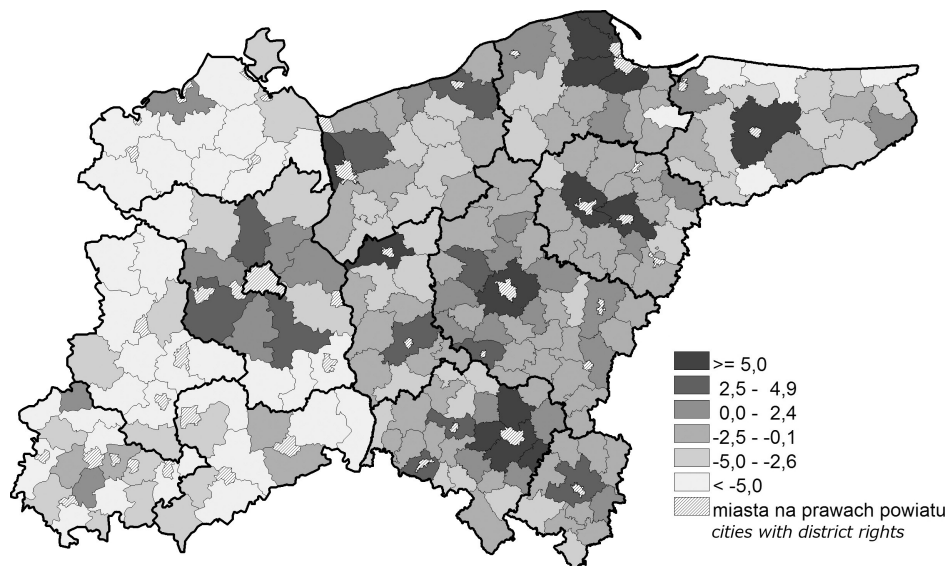 >= 5,0
2,5 - 4,9
0,0 - 2,4
-2,5 - -0,1
-5,0 - -2,6
< -5,0
miasta na prawach powiatu
cities with district rights